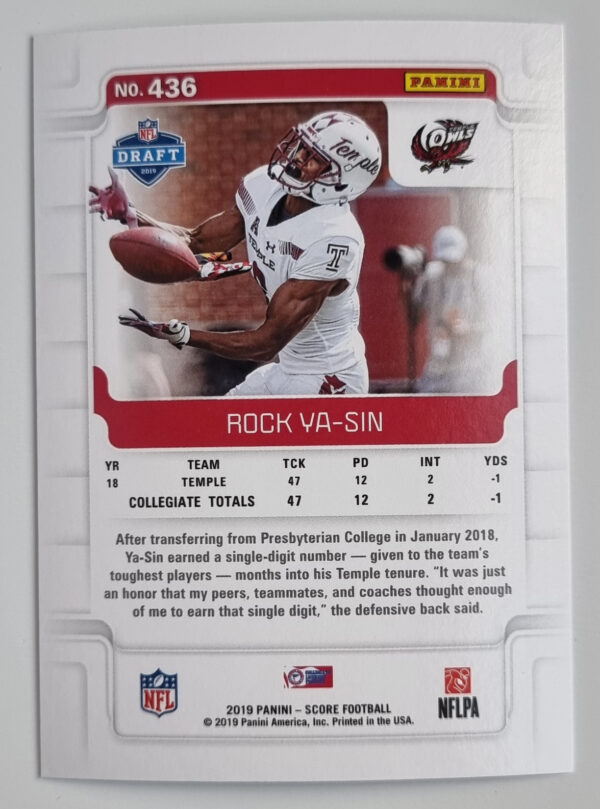 NO. 436
PANINI
NFL
DRAFT
2019
OWLS
Temple
TEMPLE
T
ROCK YA-SIN
YR TEAM TCK PD INT YDS
18 TEMPLE 47 12 2 -1
COLLEGIATE TOTALS 47 12 2 -1
After transferring from Presbyterian College in January 2018,
Ya-Sin earned a single-digit number — given to the team's
toughest players — months into his Temple tenure. "It was just
an honor that my peers, teammates, and coaches thought enough
of me to earn that single digit," the defensive back said.
NFL
NFLPA
2019 PANINI – SCORE FOOTBALL
© 2019 Panini America, Inc. Printed in the USA.